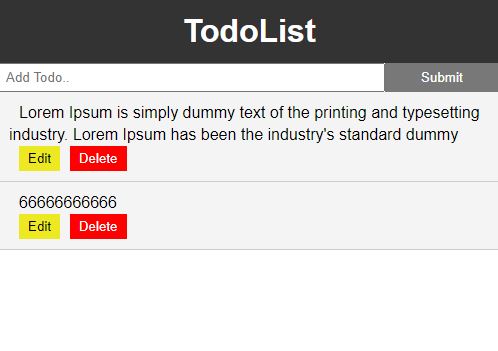 TodoList
Add Todo..
Submit
Lorem Ipsum is simply dummy text of the printing and typesetting
industry. Lorem Ipsum has been the industry's standard dummy
Edit Delete
66666666666
Edit Delete